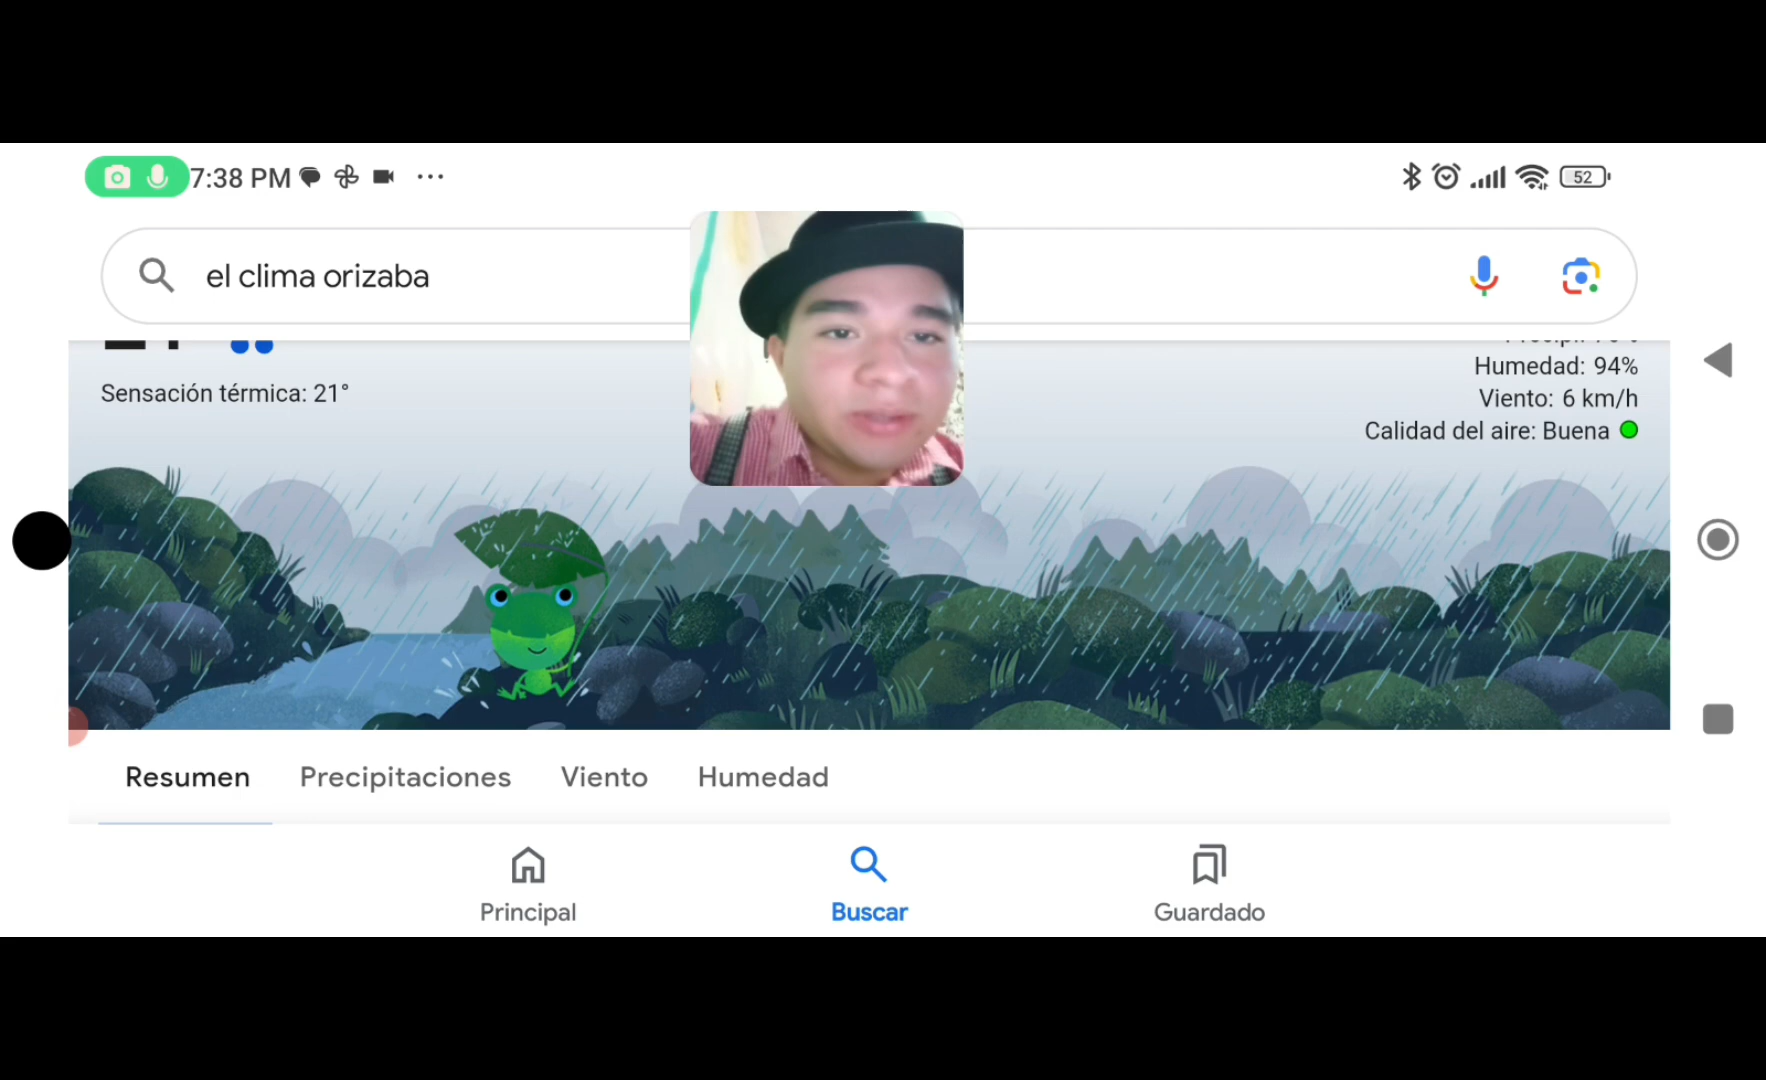 7:38 PM
52
el clima orizaba
Sensación térmica: 21°
Humedad: 94%
Viento: 6 km/h
Calidad del aire: Buena
Resumen
Precipitaciones
Viento
Humedad
Principal
Buscar
Guardado